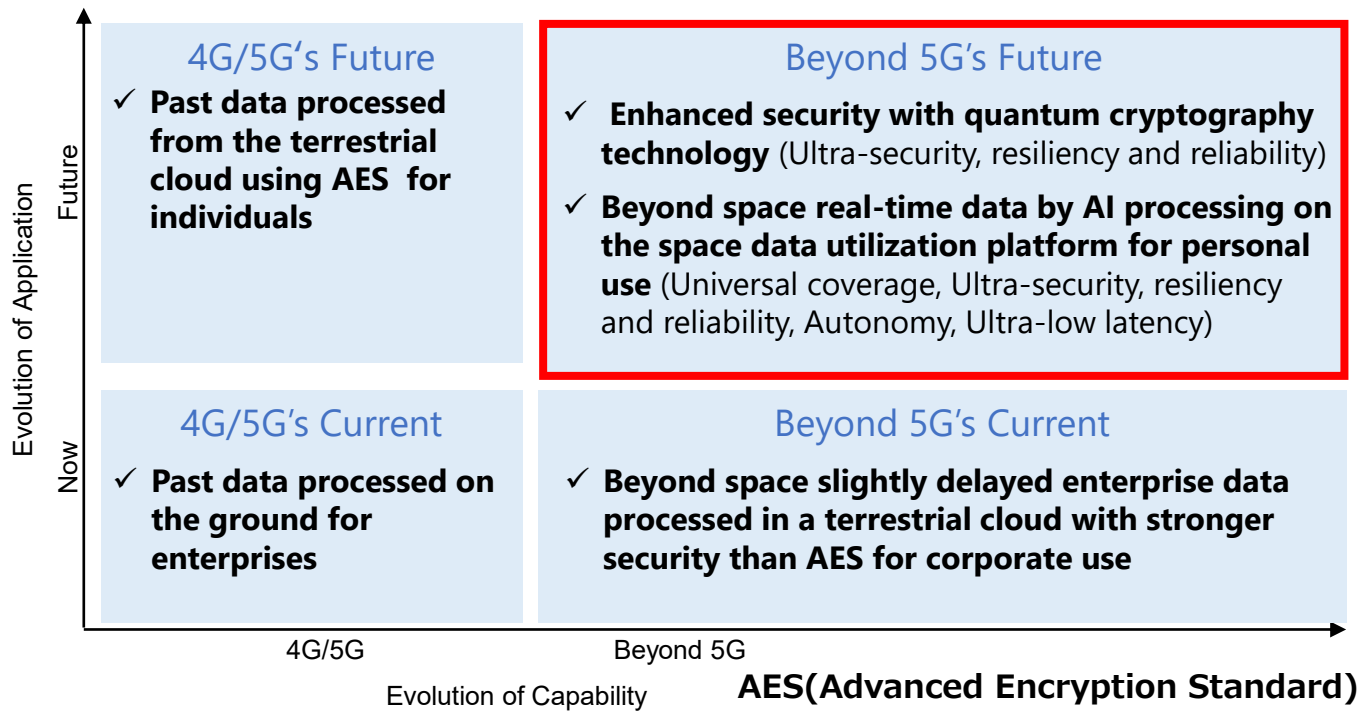 4G/5G‘s Future
✓ Past data processed
from the terrestrial
cloud using AES for
individuals
Beyond 5G’s Future
✓ Enhanced security with quantum cryptography
technology (Ultra-security, resiliency and reliability)
✓ Beyond space real-time data by AI processing on
the space data utilization platform for personal
use (Universal coverage, Ultra-security, resiliency
and reliability, Autonomy, Ultra-low latency)
4G/5G’s Current
✓ Past data processed on
the ground for
enterprises
Beyond 5G’s Current
✓ Beyond space slightly delayed enterprise data
processed in a terrestrial cloud with stronger
security than AES for corporate use
Evolution of Application
Future
Now
4G/5G
Beyond 5G
Evolution of Capability
AES(Advanced Encryption Standard)